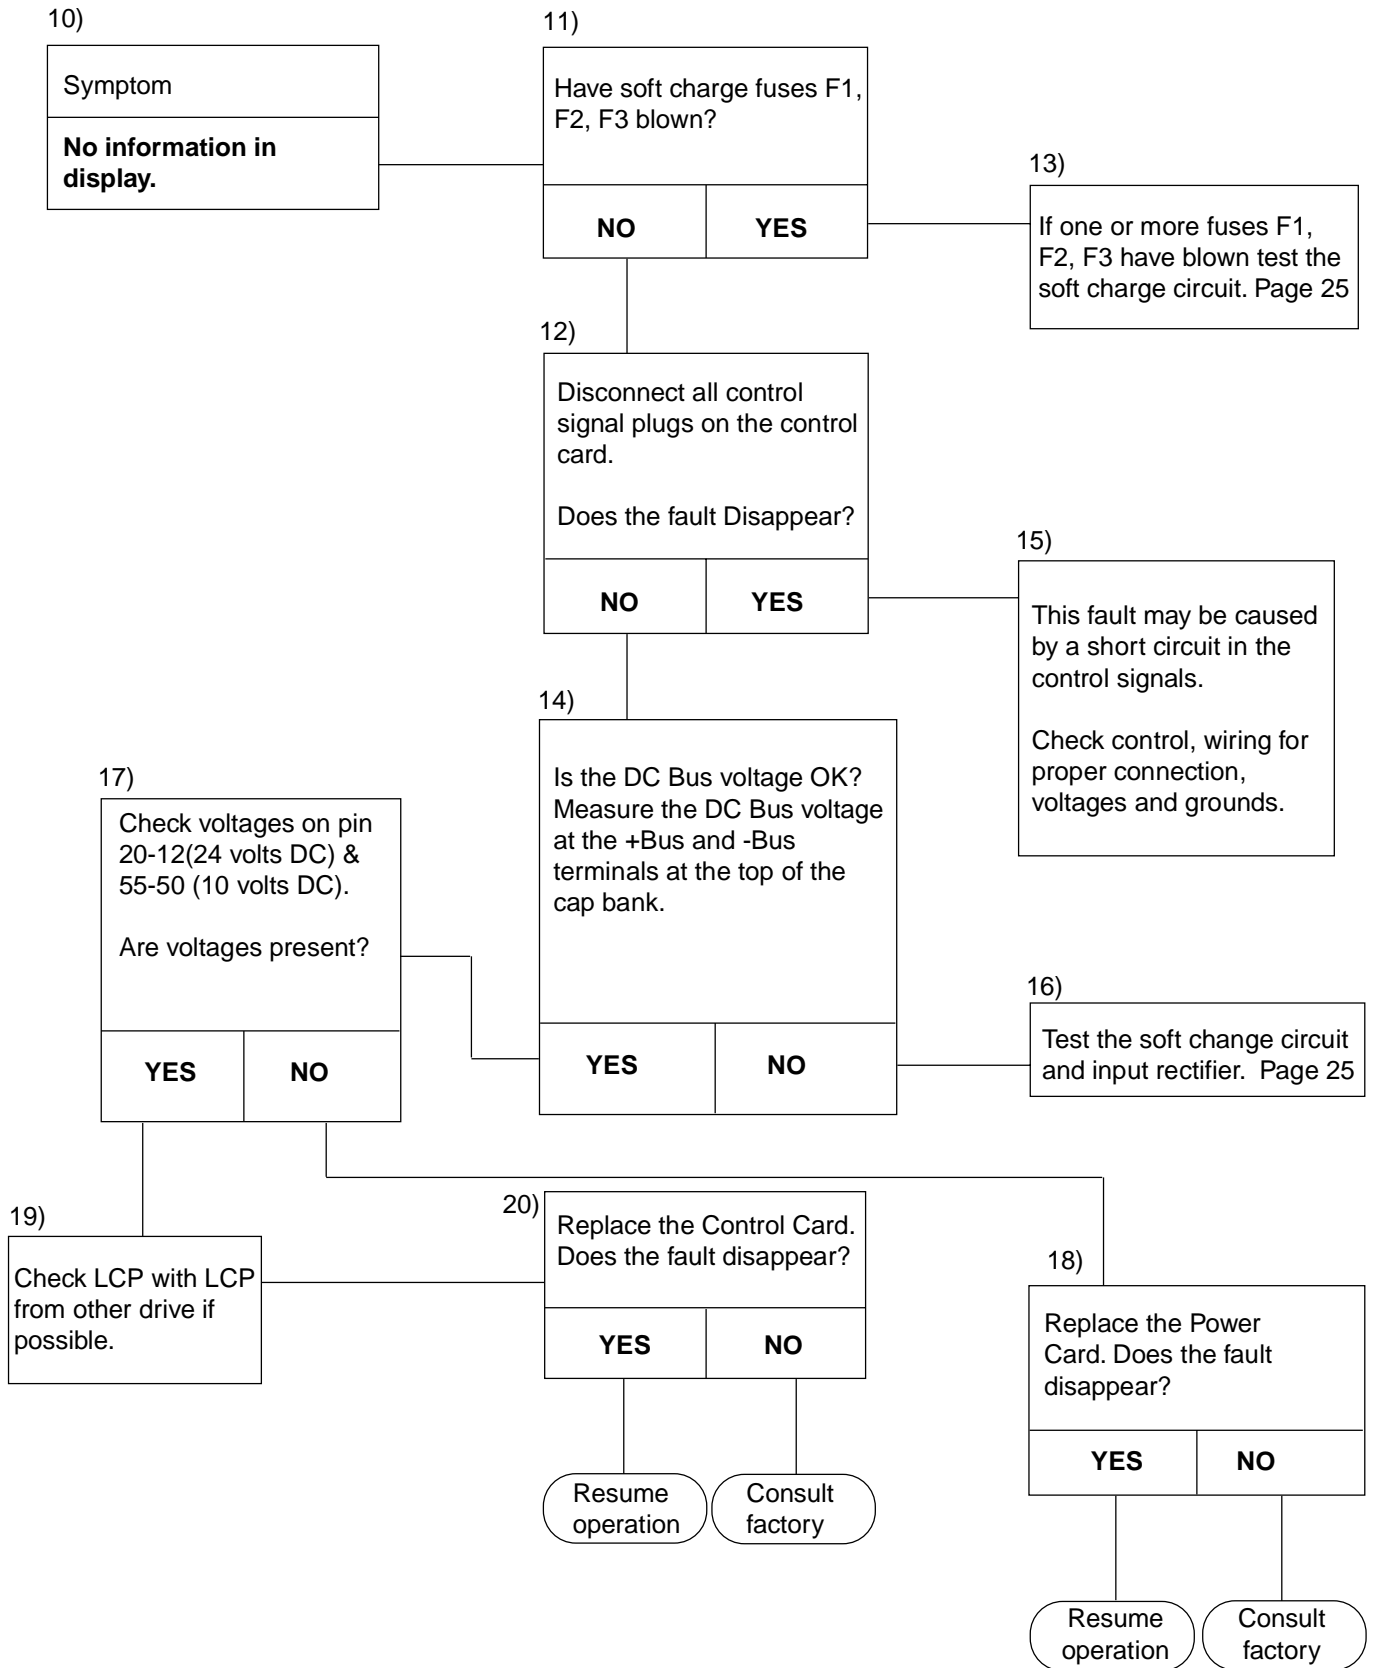 10)
Symptom
No information in
display.
11)
Have soft charge fuses F1,
F2, F3 blown?
NO
YES
13)
If one or more fuses F1,
F2, F3 have blown test the
soft charge circuit. Page 25
12)
Disconnect all control
signal plugs on the control
card.
Does the fault Disappear?
NO
YES
15)
This fault may be caused
by a short circuit in the
control signals.
Check control, wiring for
proper connection,
voltages and grounds.
14)
Is the DC Bus voltage OK?
Measure the DC Bus voltage
at the +Bus and -Bus
terminals at the top of the
cap bank.
YES
NO
17)
Check voltages on pin
20-12(24 volts DC) &
55-50 (10 volts DC).
Are voltages present?
YES
NO
16)
Test the soft change circuit
and input rectifier.  Page 25
19)
Check LCP with LCP
from other drive if
possible.
20)
Replace the Control Card.
Does the fault disappear?
YES
NO
Resume
operation
Consult
factory
18)
Replace the Power
Card. Does the fault
disappear?
YES
NO
Resume
operation
Consult
factory